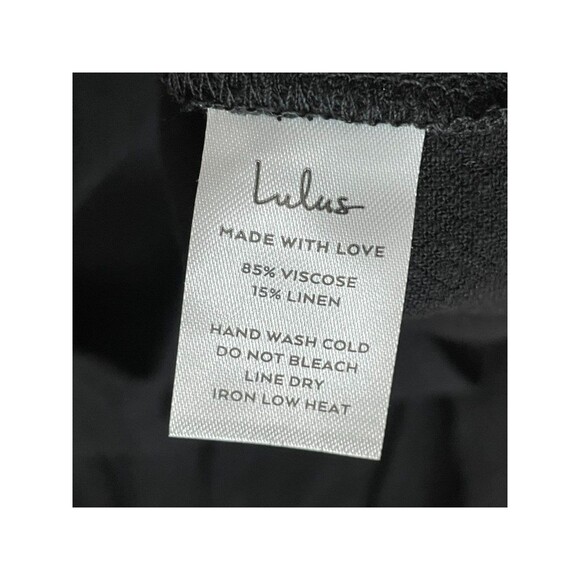 Lulus
MADE WITH LOVE
85% VISCOSE
15% LINEN
HAND WASH COLD
DO NOT BLEACH
LINE DRY
IRON LOW HEAT